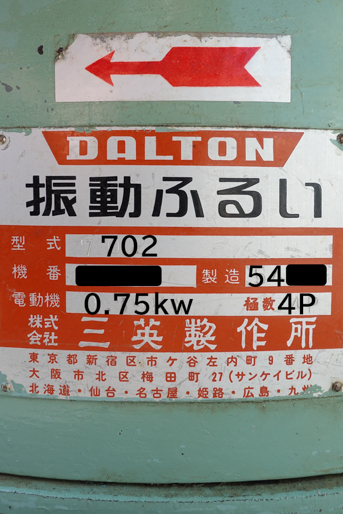 DALTON
振動ふるい
型式 702
機番 製造 54
電動機 0.75kw 極数 4P
株式会社 三英製作所
東京都新宿区市ケ谷左内町9番地
大阪市北区梅田町27(サンケイビル)
北海道・仙台・名古屋・姫路・広島・九州